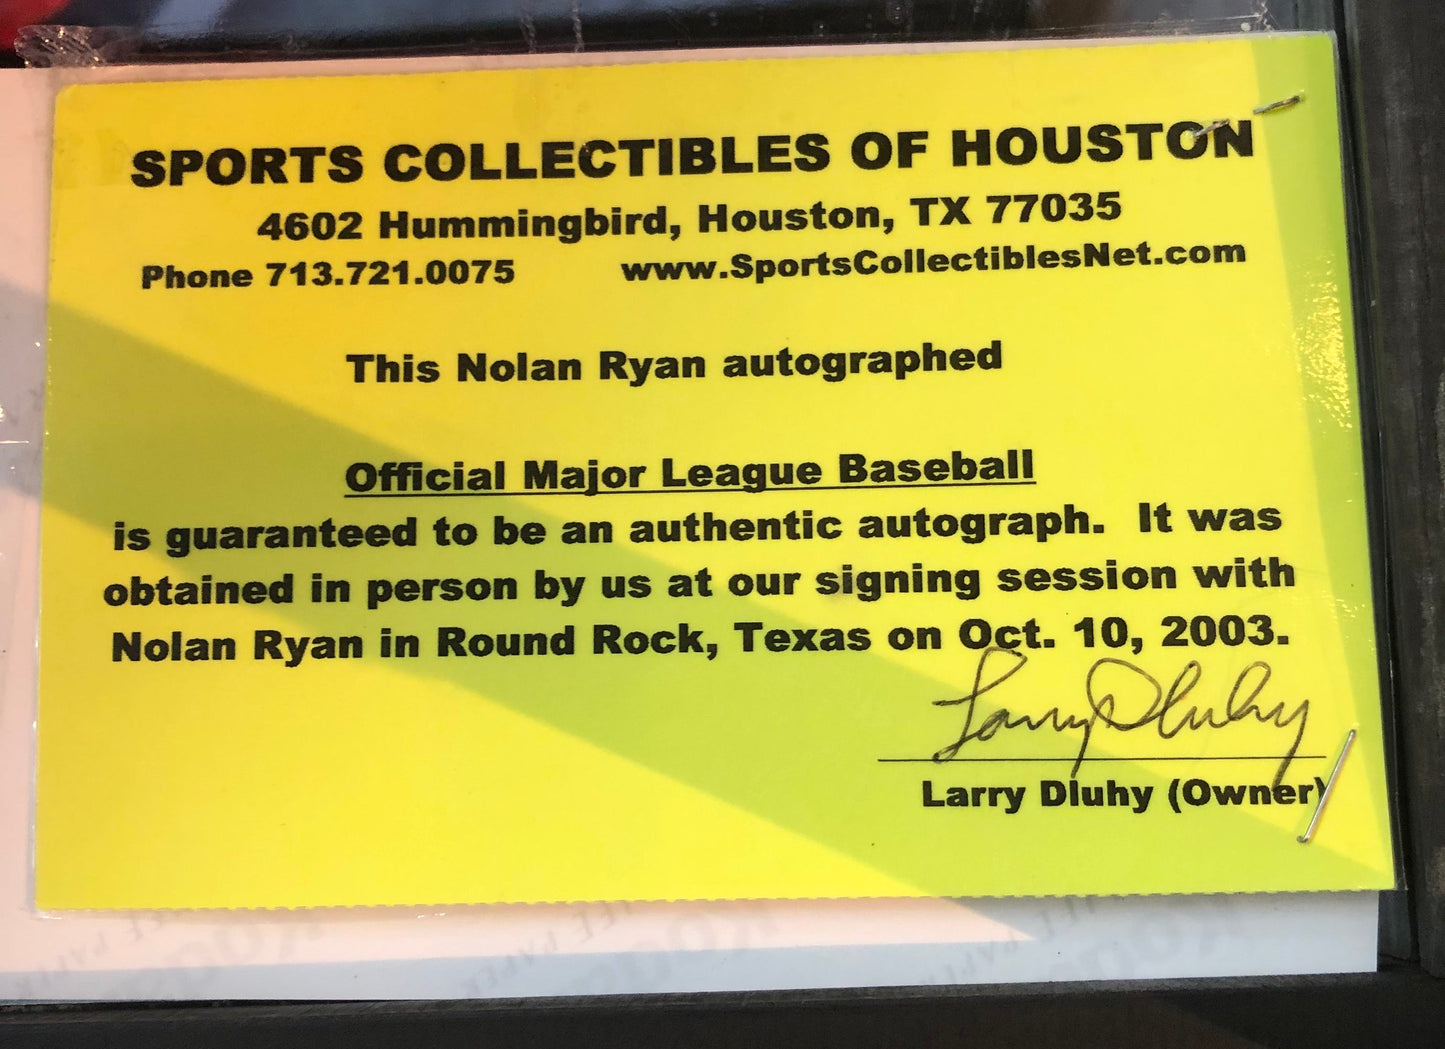 SPORTS COLLECTIBLES OF HOUSTON
4602 Hummingbird, Houston, TX 77035
Phone 713.721.0075 www.SportsCollectiblesNet.com
This Nolan Ryan autographed
Official Major League Baseball
is guaranteed to be an authentic autograph. It was
obtained in person by us at our signing session with
Nolan Ryan in Round Rock, Texas on Oct. 10, 2003.
Larry Dluhy
Larry Dluhy (Owner)